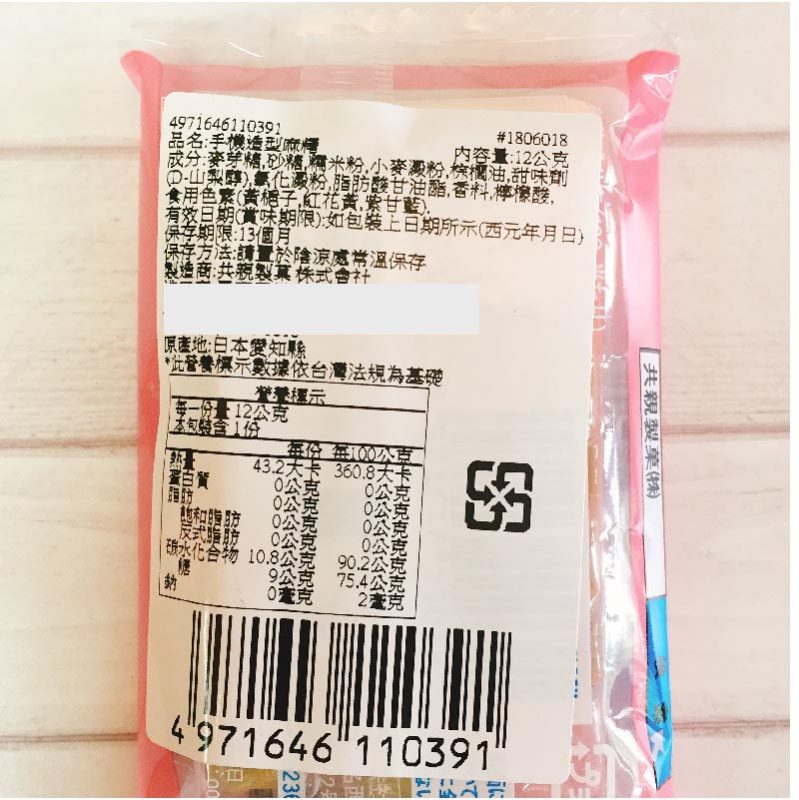 4971646110391
#1806018
品名:手機造型麻糬
內容量:12公克
成分:麥芽糖,砂糖,糯米粉,小麥澱粉,棕櫚油,甜味劑
(D-山梨醇),氧化澱粉,脂肪酸甘油酯,香料,檸檬酸,
食用色素(黃梔子,紅花黃,紫甘藍).
有效日期(賞味期限):如包裝上日期所示(西元年月日)
保存期限:13個月
保存方法:請置於陰涼處常溫保存
製造商:共親製菓株式會社
原產地:日本愛知縣
*此營養標示數據依台灣法規為基礎
營養標示
每一份量 12公克
本包裝含 1份
每份 每100公克
熱量 43.2大卡 360.8大卡
蛋白質 0公克 0公克
脂肪 0公克 0公克
飽和脂肪 0公克 0公克
反式脂肪 0公克 0公克
碳水化合物 10.8公克 90.2公克
糖 9公克 75.4公克
鈉 0毫克 2毫克
4 971646 110391
共親製菓㈱